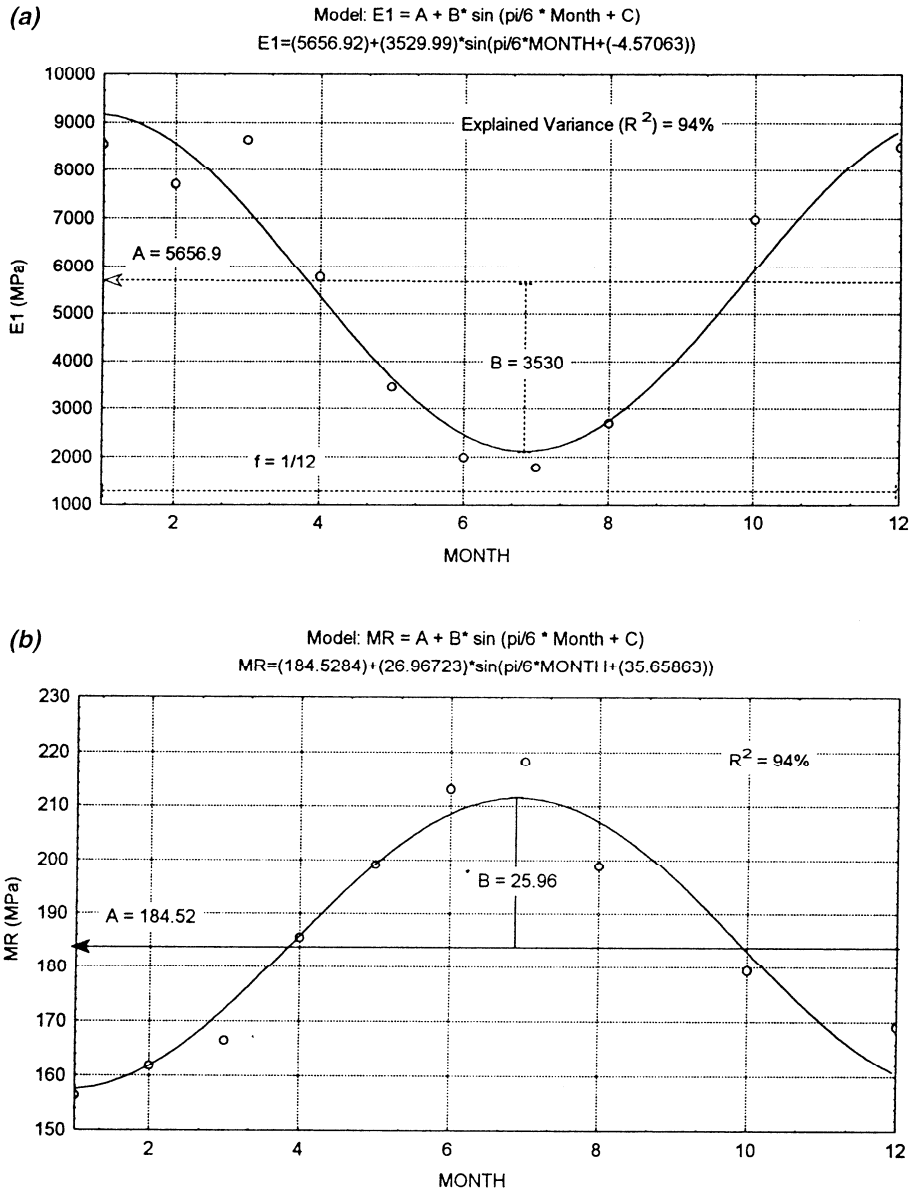 (a)
Model: E1 = A + B* sin (pi/6 * Month + C)
E1=(5656.92)+(3529.99)*sin(pi/6*MONTH+(-4.57063))
10000
9000
8000
7000
6000
5000
4000
3000
2000
1000
E1 (MPa)
Explained Variance (R 2) = 94%
A = 5656.9
B = 3530
f = 1/12
2
4
6
8
10
12
MONTH
(b)
Model: MR = A + B* sin (pi/6 * Month + C)
MR=(184.5284)+(26.96723)*sin(pi/6*MONTH+(35.65863))
230
220
210
200
190
180
170
160
150
MR (MPa)
R2 = 94%
B = 25.96
A = 184.52
2
4
6
8
10
12
MONTH